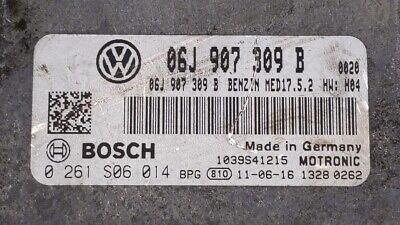 06J 907 309 B
0020
06J 907 309 B BENZIN MED17.5.2 HW: H04
Made in Germany
BOSCH
1039S41215 MOTRONIC
0 261 S06 014 BPG 810 11-06-16 1328 0262